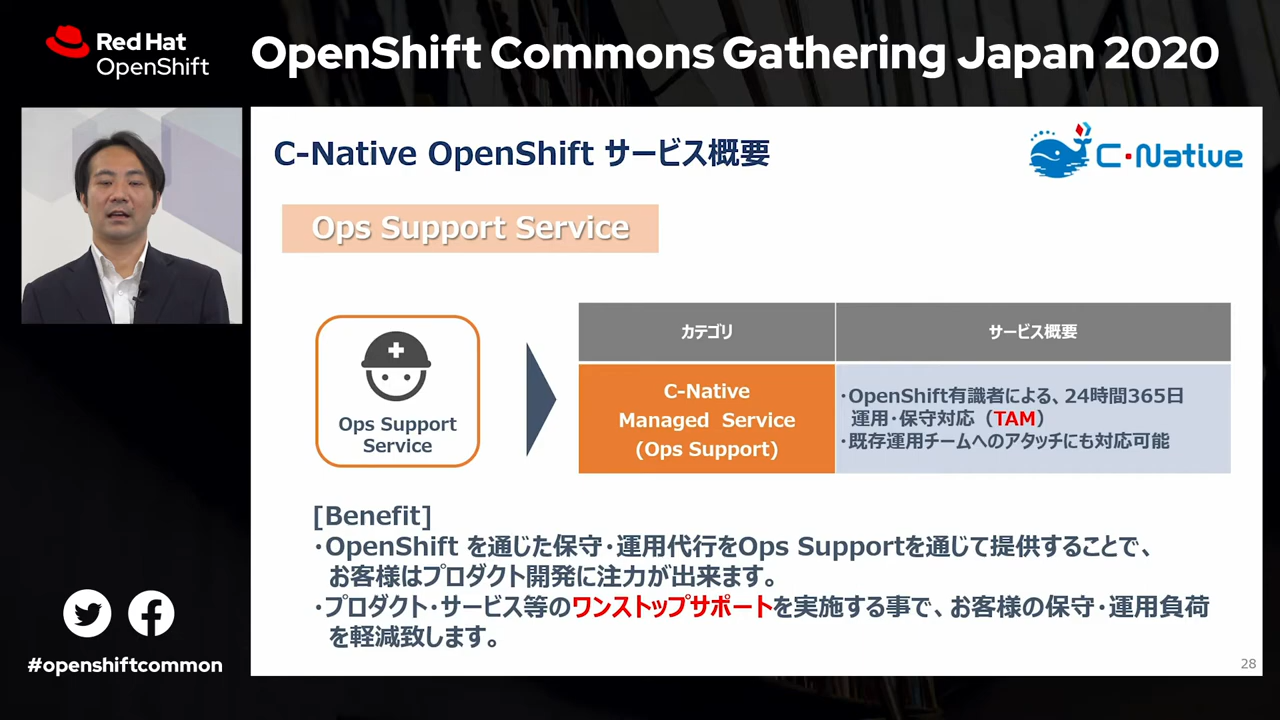 Red Hat
OpenShift
OpenShift Commons Gathering Japan 2020
C-Native OpenShift サービス概要
C·Native
Ops Support Service
Ops Support
Service
カテゴリ
サービス概要
C-Native
Managed Service
(Ops Support)
・OpenShift有識者による、24時間365日
運用・保守対応（TAM）
・既存運用チームへのアタッチにも対応可能
[Benefit]
・OpenShift を通じた保守・運用代行をOps Supportを通じて提供することで、
お客様はプロダクト開発に注力が出来ます。
・プロダクト・サービス等のワンストップサポートを実施する事で、お客様の保守・運用負荷
を軽減致します。
#openshiftcommon
28